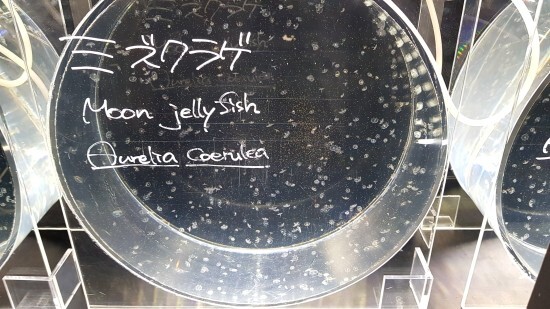 ミズクラゲ
Moon jellyfish
Aurelia coerulea